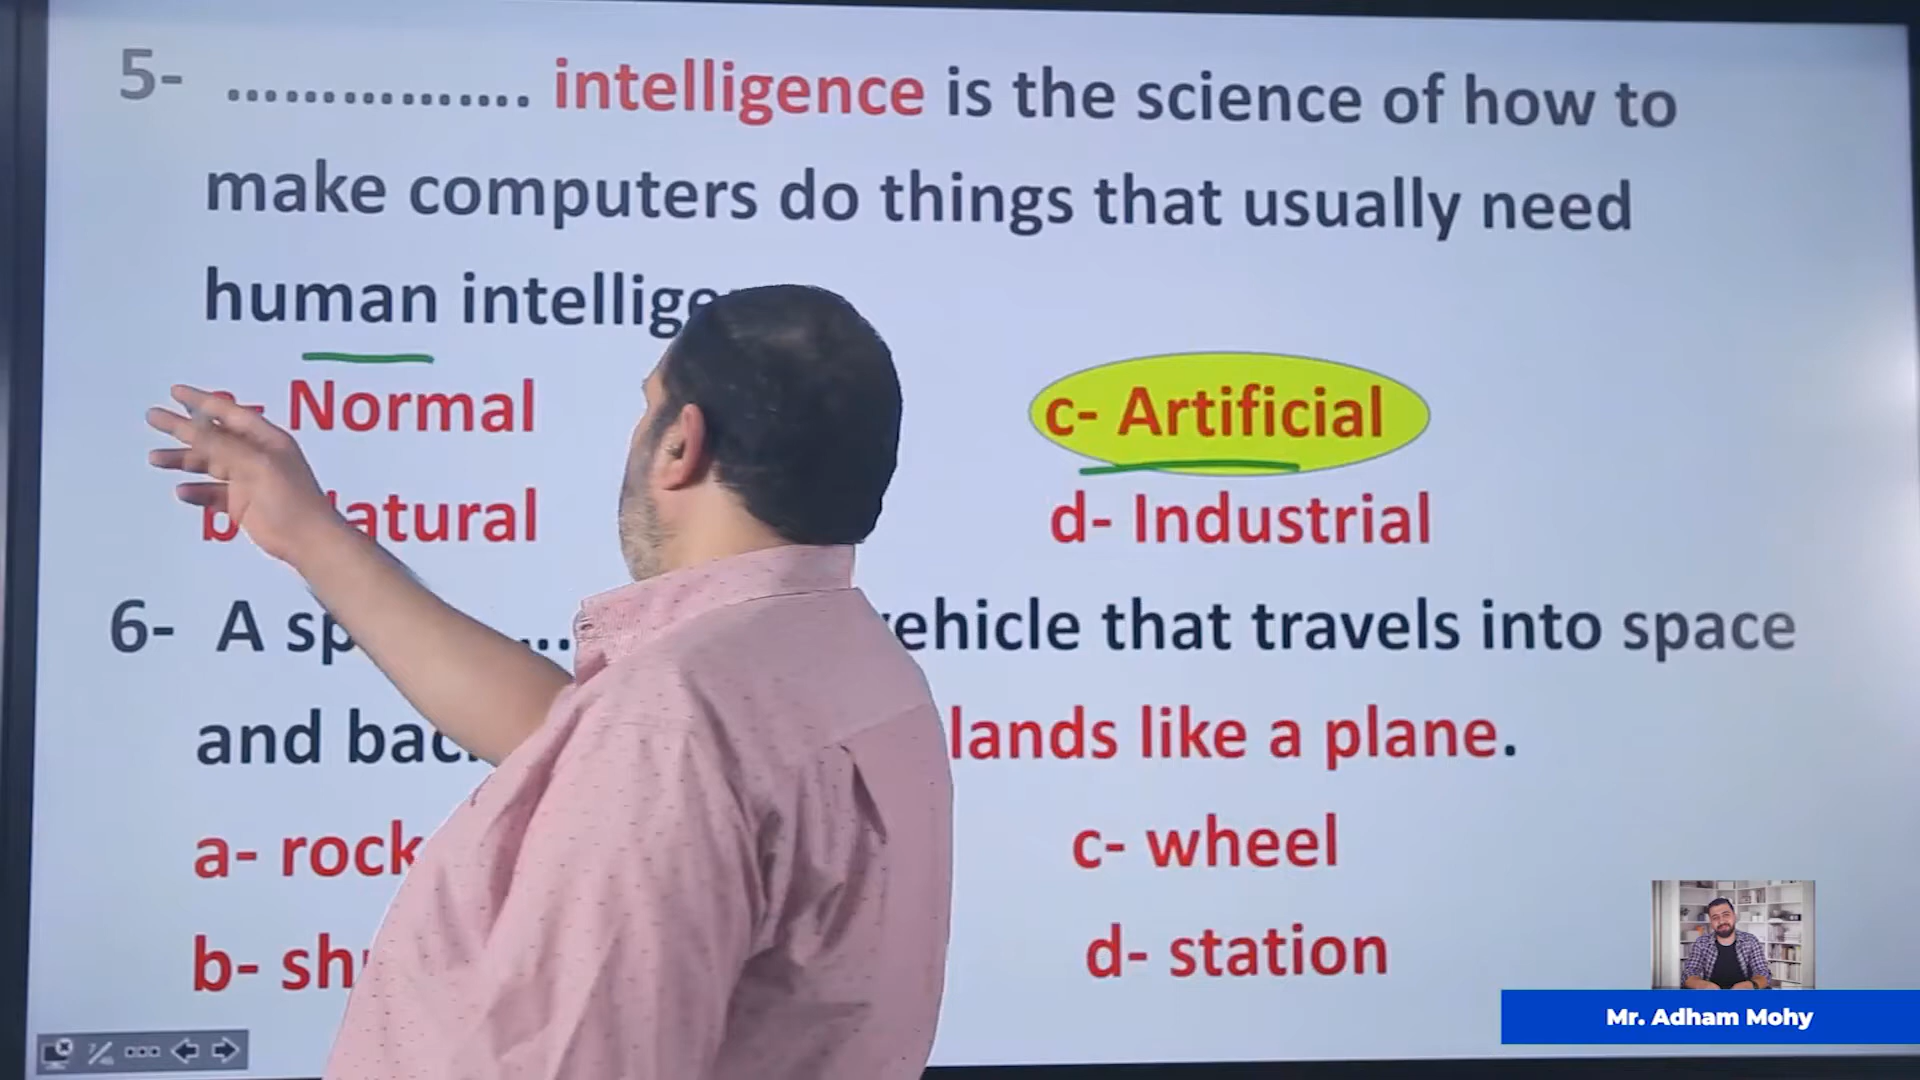 5- ................ intelligence is the science of how to
make computers do things that usually need
human intellige
a- Normal
c- Artificial
b atural
d- Industrial
6- A sp .. ehicle that travels into space
and bac lands like a plane.
a- rock
c- wheel
b- sh
d- station
Mr. Adham Mohy